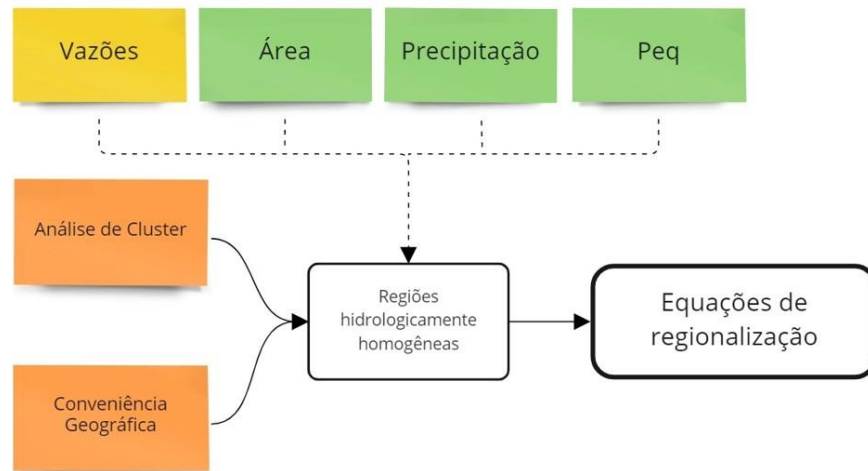 Vazões
Área
Precipitação
Peq
Análise de Cluster
Regiões
hidrologicamente
homogêneas
Equações de
regionalização
Conveniência
Geográfica